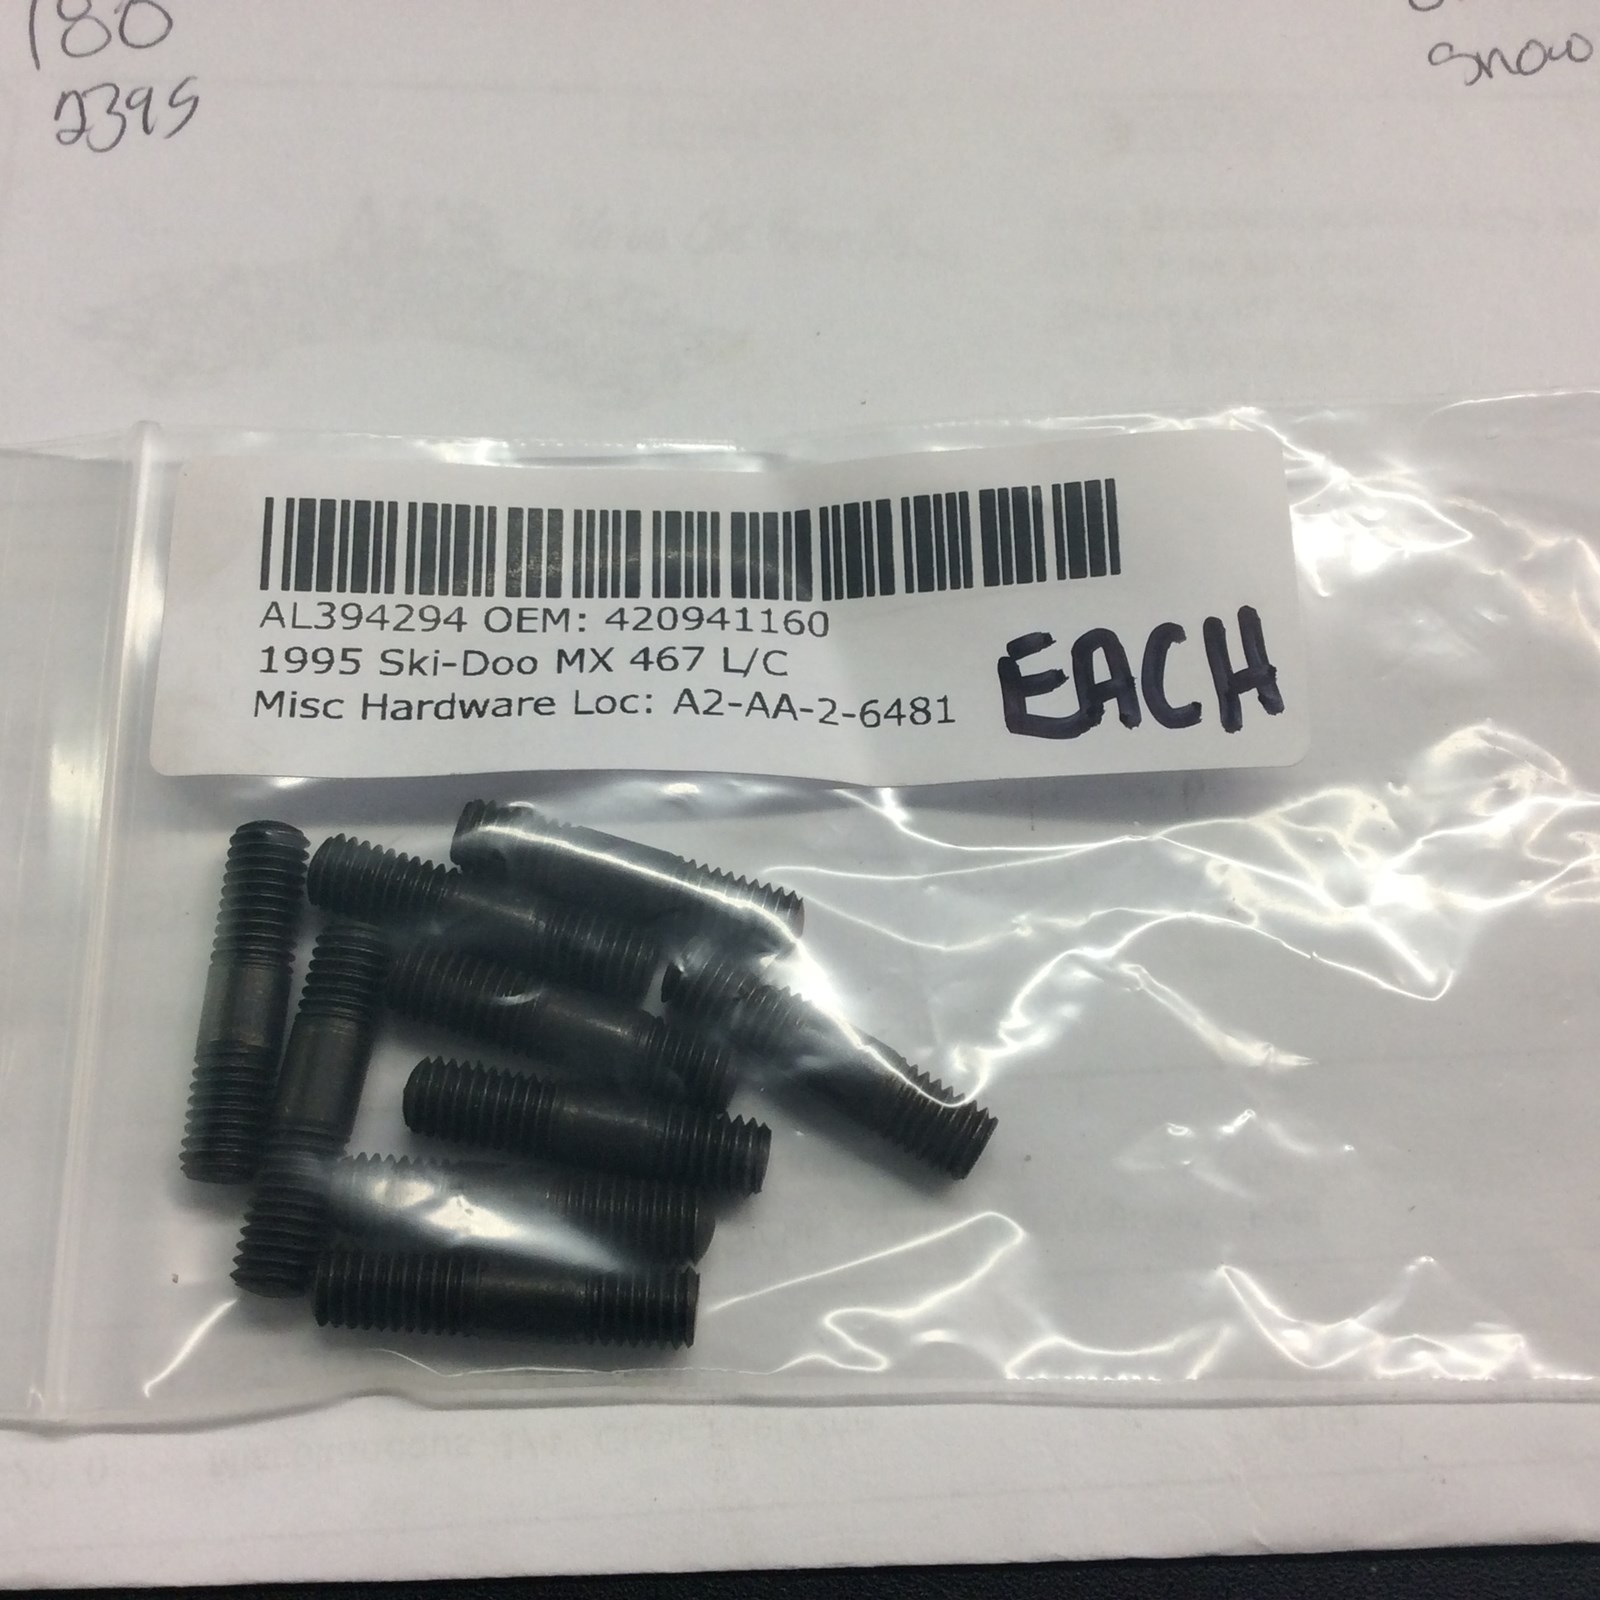 180
2395
Snow
AL394294 OEM: 420941160
1995 Ski-Doo MX 467 L/C
Misc Hardware Loc: A2-AA-2-6481
EACH